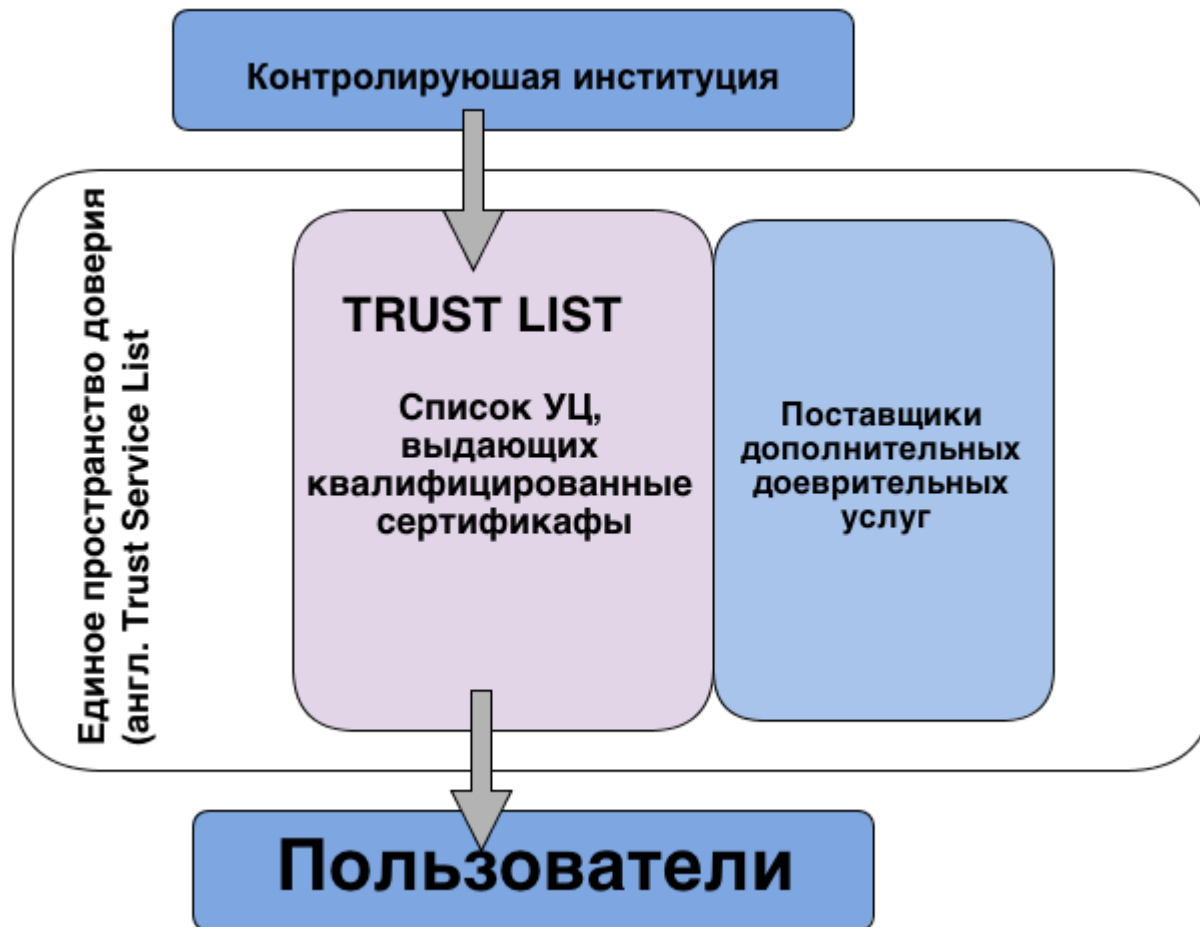 Контролируюшая институция
Единое пространство доверия
(англ. Trust Service List
TRUST LIST
Список УЦ,
выдающих
квалифицированные
сертификафы
Поставщики
дополнительных
доеврительных
услуг
Пользователи